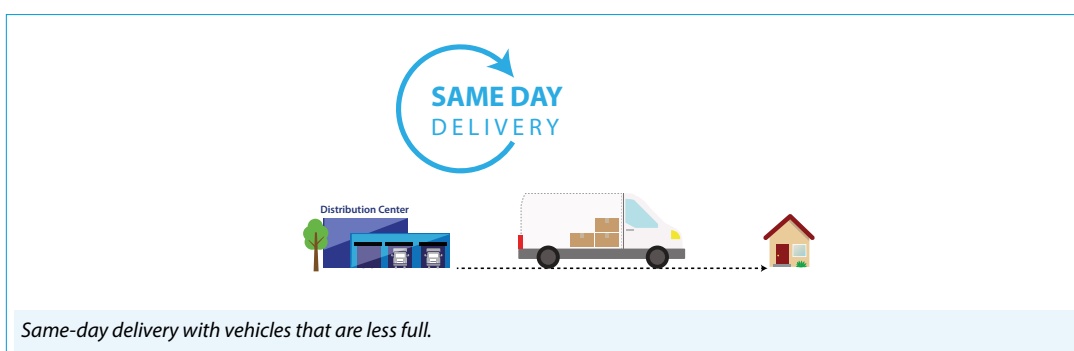 SAME DAY
DELIVERY
Distribution Center
Same-day delivery with vehicles that are less full.